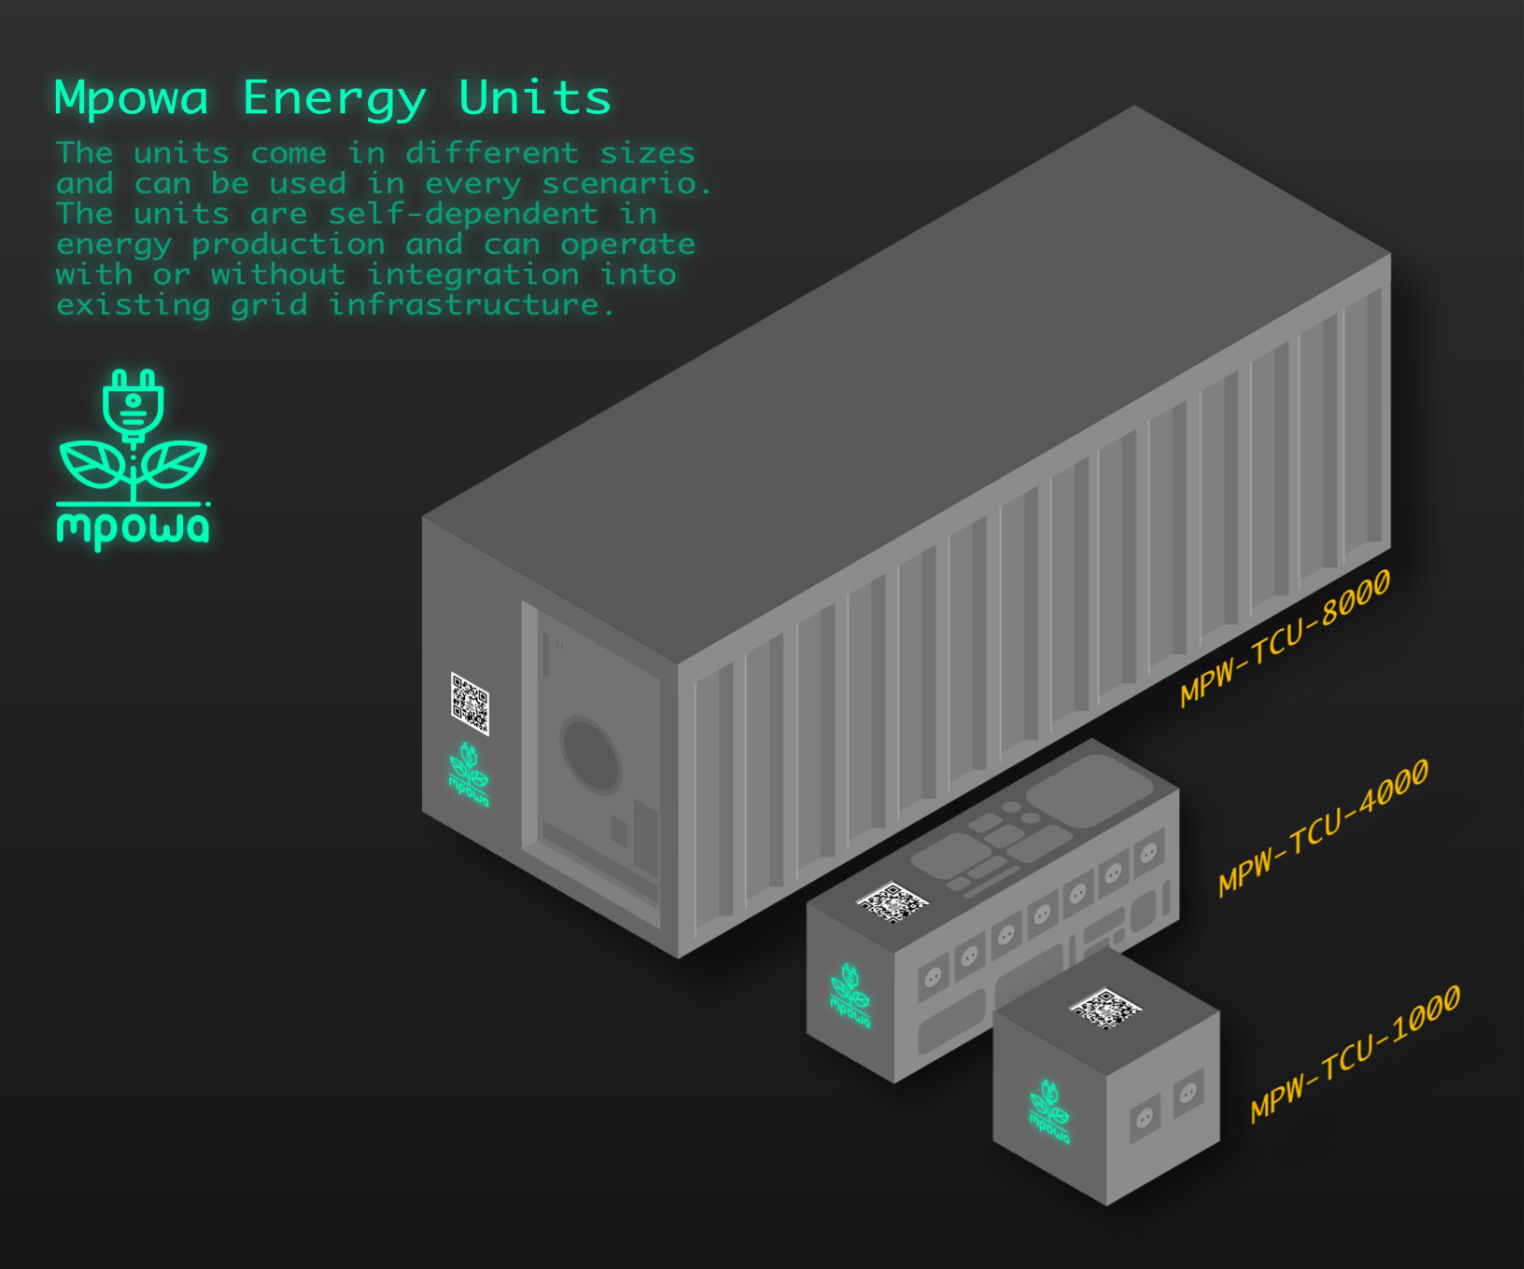 Mpowa Energy Units
The units come in different sizes
and can be used in every scenario.
The units are self-dependent in
energy production and can operate
with or without integration into
existing grid infrastructure.
mpowa
MPW-TCU-8000
mpowa
MPW-TCU-4000
mpowa
MPW-TCU-1000
mpowa